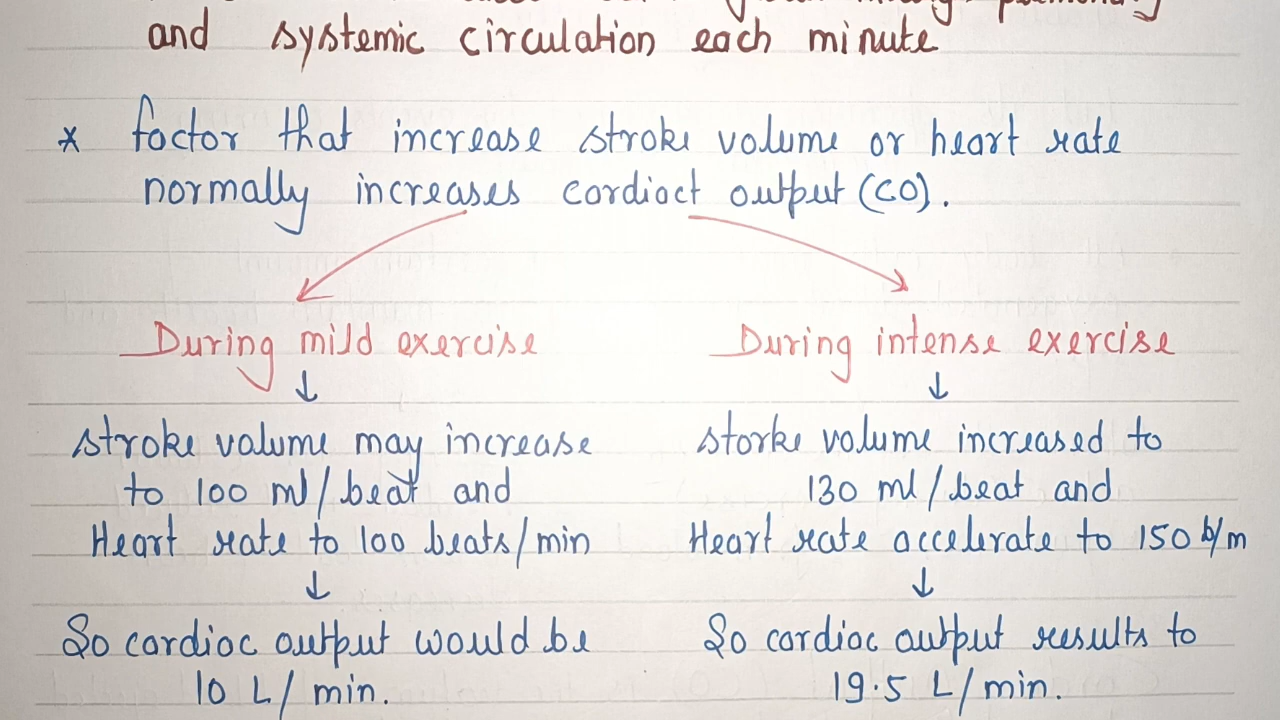 and systemic circulation each minute
* factor that increase stroke volume or heart rate
normally increases cardiact output (CO).
During mild exercise
↓
stroke volume may increase
to 100 ml/beat and
Heart rate to 100 beats/min
↓
So cardiac output would be
10 L/min.
During intense exercise
↓
storke volume increased to
130 ml/beat and
Heart rate accelerate to 150 b/m
↓
So cardiac output results to
19.5 L/min.